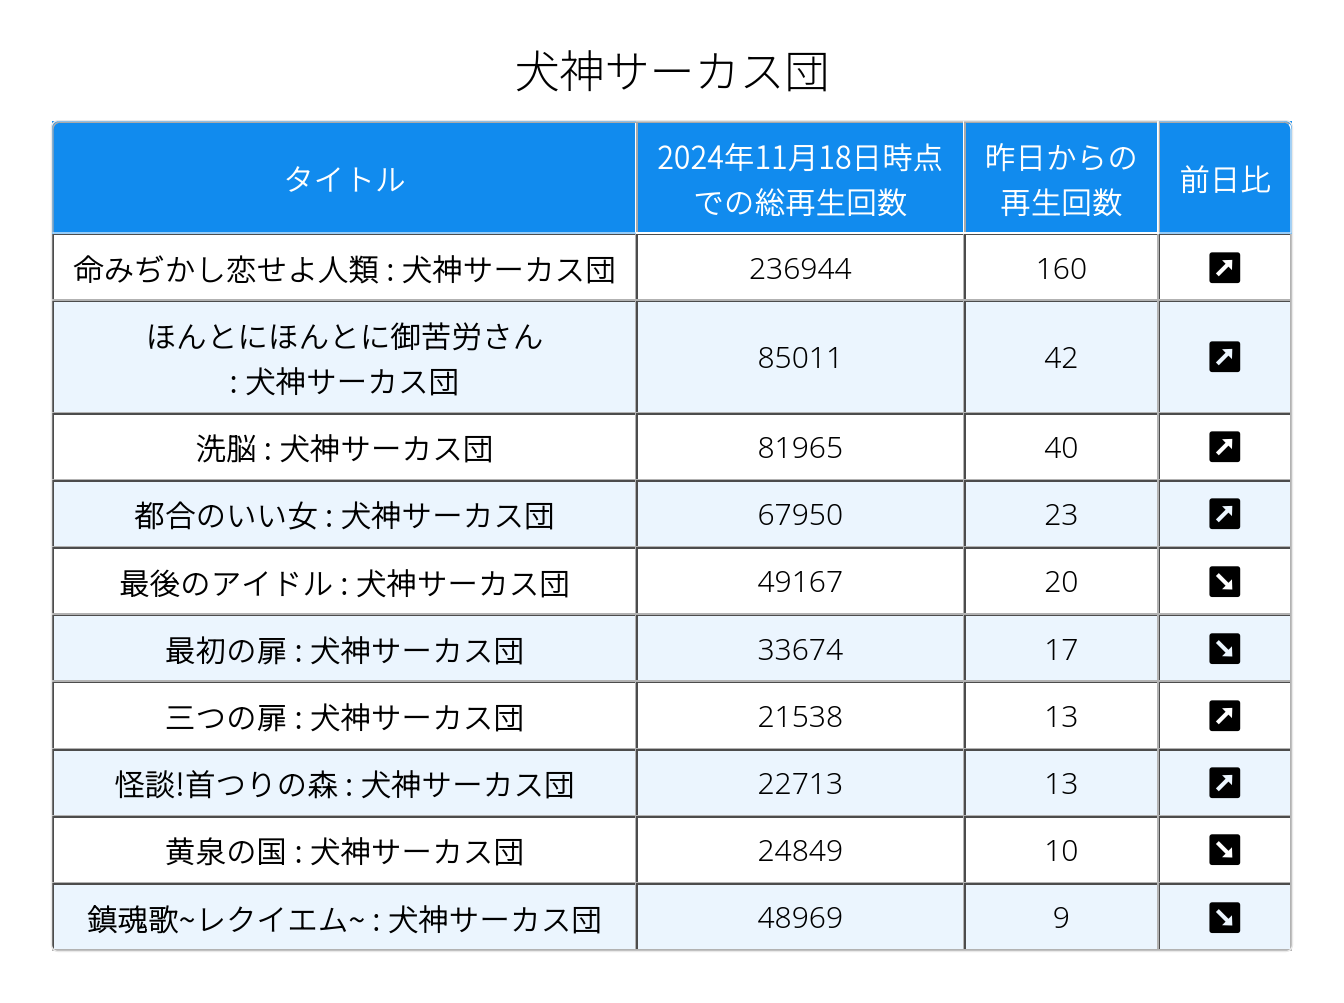 犬神サーカス団
タイトル
2024年11月18日時点
での総再生回数
昨日からの
再生回数
前日比
命みぢかし恋せよ人類 : 犬神サーカス団
236944
160
ほんとにほんとに御苦労さん
: 犬神サーカス団
85011
42
洗脳 : 犬神サーカス団
81965
40
都合のいい女 : 犬神サーカス団
67950
23
最後のアイドル : 犬神サーカス団
49167
20
最初の扉 : 犬神サーカス団
33674
17
三つの扉 : 犬神サーカス団
21538
13
怪談!首つりの森 : 犬神サーカス団
22713
13
黄泉の国 : 犬神サーカス団
24849
10
鎮魂歌~レクイエム~ : 犬神サーカス団
48969
9